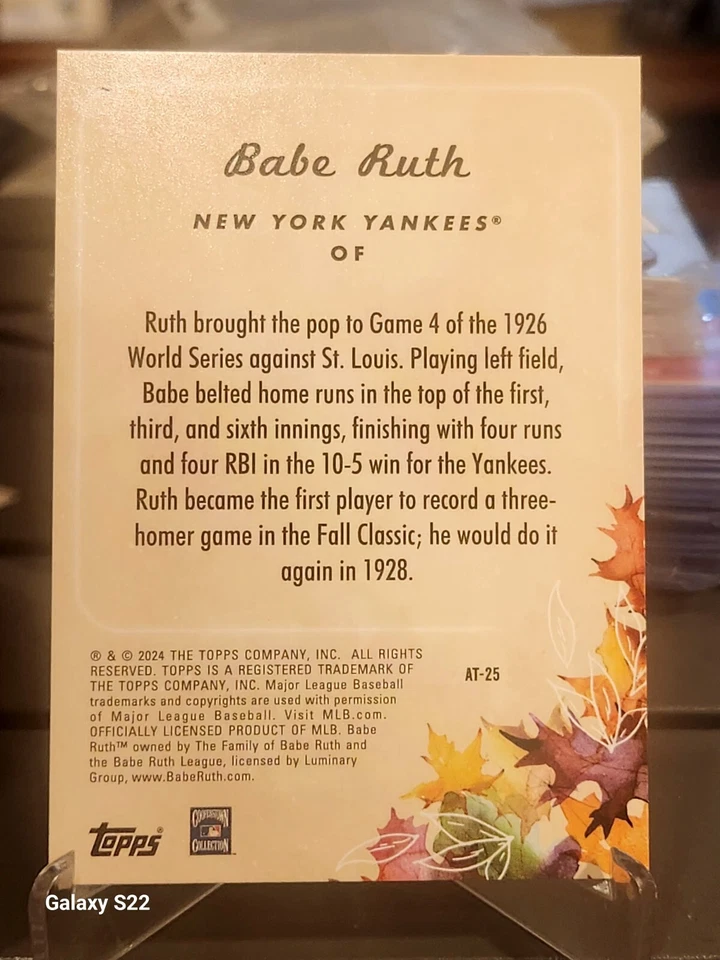 Babe Ruth
NEW YORK YANKEES®
OF
Ruth brought the pop to Game 4 of the 1926
World Series against St. Louis. Playing left field,
Babe belted home runs in the top of the first,
third, and sixth innings, finishing with four runs
and four RBI in the 10-5 win for the Yankees.
Ruth became the first player to record a three-
homer game in the Fall Classic; he would do it
again in 1928.
® & © 2024 THE TOPPS COMPANY, INC. ALL RIGHTS
RESERVED. TOPPS IS A REGISTERED TRADEMARK OF
THE TOPPS COMPANY, INC. Major League Baseball
trademarks and copyrights are used with permission
of Major League Baseball. Visit MLB.com.
OFFICIALLY LICENSED PRODUCT OF MLB. Babe
Ruth™ owned by The Family of Babe Ruth and
the Babe Ruth League, licensed by Luminary
Group, www.BabeRuth.com.
AT-25
topps®
COOPERSTOWN
COLLECTION
Galaxy S22